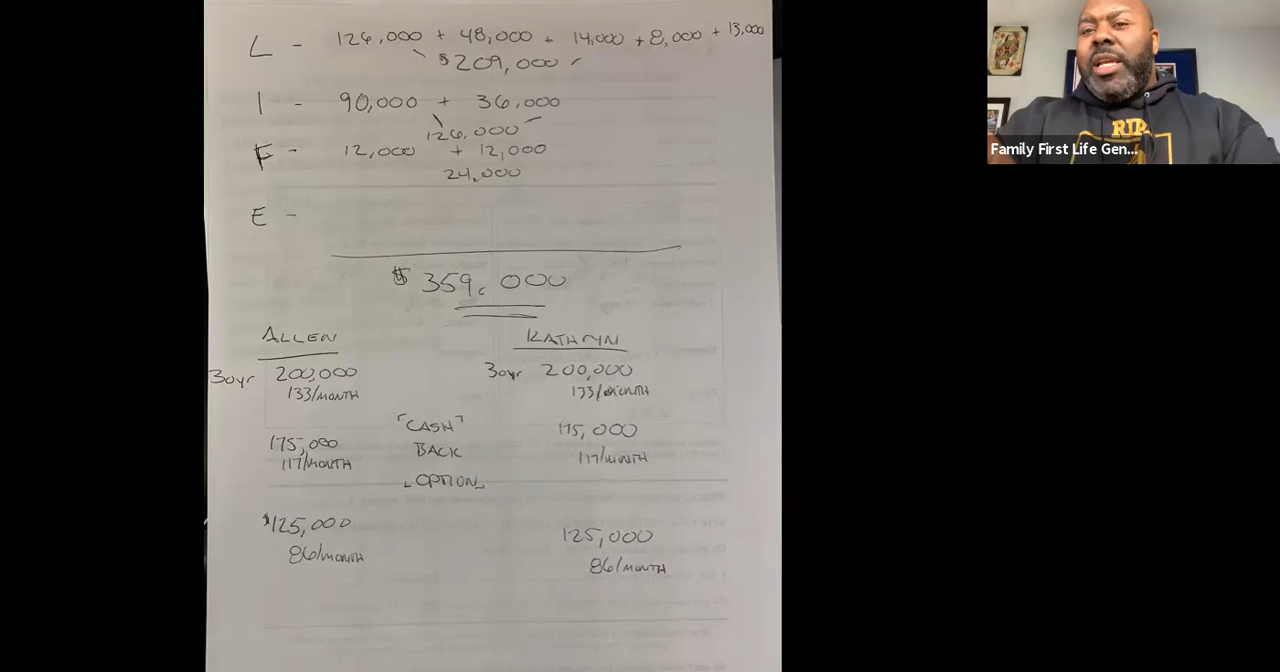 L - 126,000 + 48,000 + 14,000 + 8,000 + 13,000
$209,000
I - 90,000 + 36,000
126,000
F - 12,000 + 12,000
24,000
E -
$359,000
ALLEN
KATHRYN
30yr 200,000
30yr 200,000
133/MONTH
133/MONTH
"CASH"
BACK
OPTION
175,000
175,000
117/MONTH
117/MONTH
$125,000
125,000
86/MONTH
86/MONTH
RIP
Family First Life Gen...